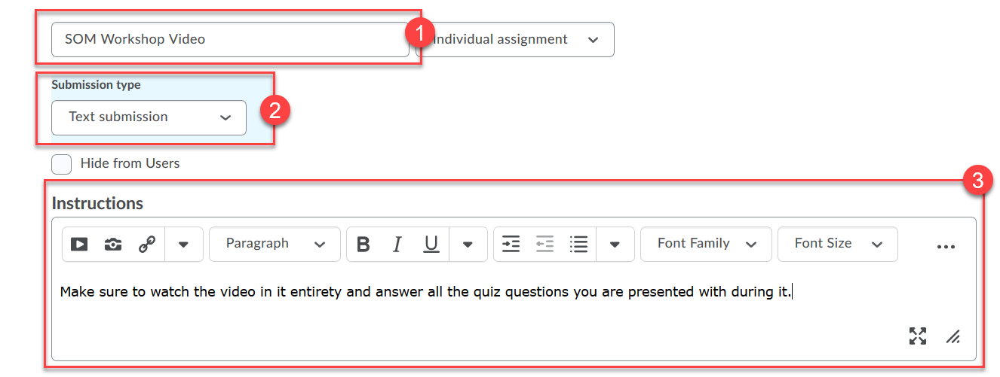 SOM Workshop Video
1
Individual assignment
Submission type
Text submission
2
Hide from Users
3
Instructions
Paragraph B I U Font Family Font Size ...
Make sure to watch the video in it entirety and answer all the quiz questions you are presented with during it.